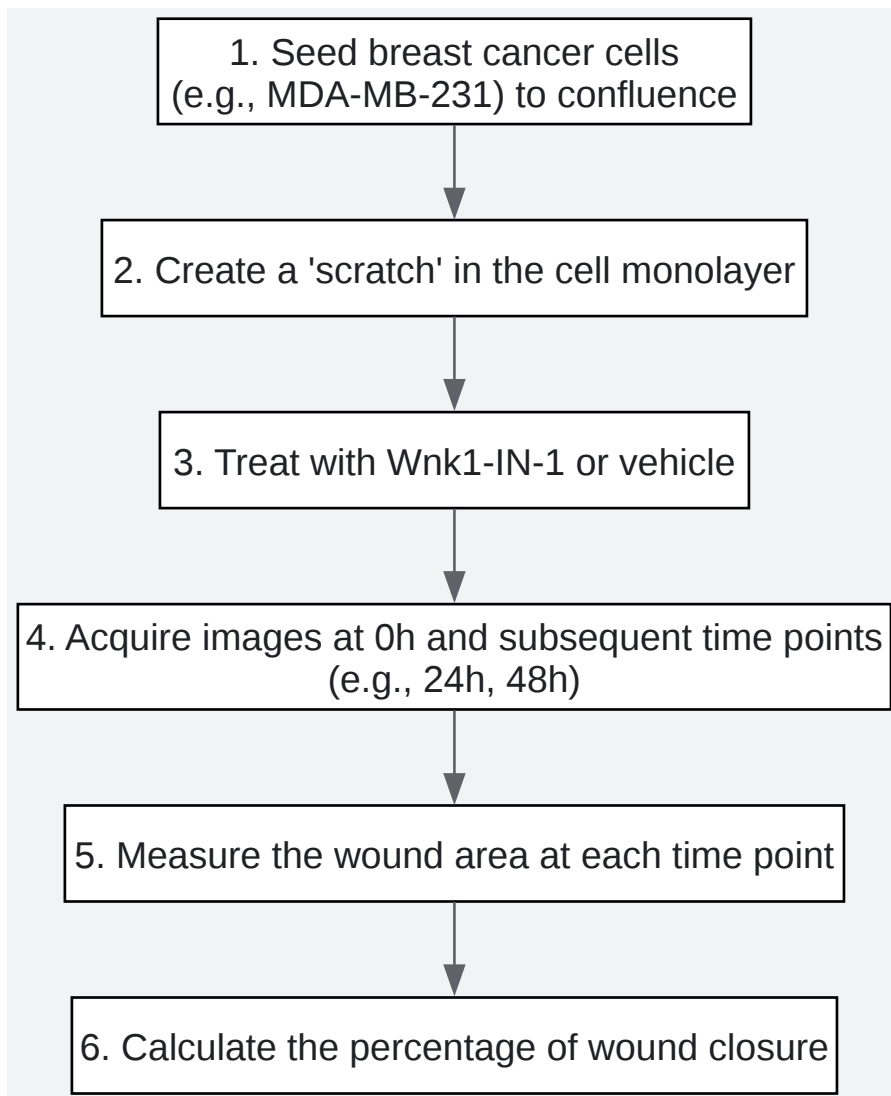 1. Seed breast cancer cells
(e.g., MDA-MB-231) to confluence
2. Create a 'scratch' in the cell monolayer
3. Treat with Wnk1-IN-1 or vehicle
4. Acquire images at 0h and subsequent time points
(e.g., 24h, 48h)
5. Measure the wound area at each time point
6. Calculate the percentage of wound closure